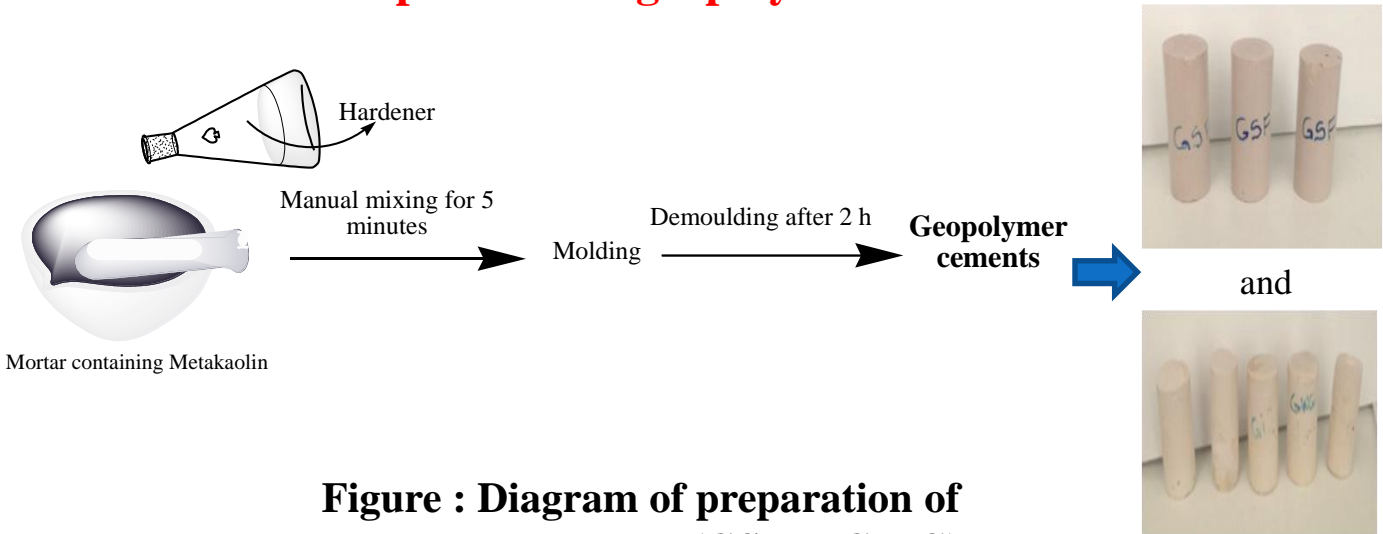 Hardener
Manual mixing for 5
minutes
Demoulding after 2 h
Molding
Geopolymer
cements
and
Mortar containing Metakaolin
GSF
GSF
Figure : Diagram of preparation of